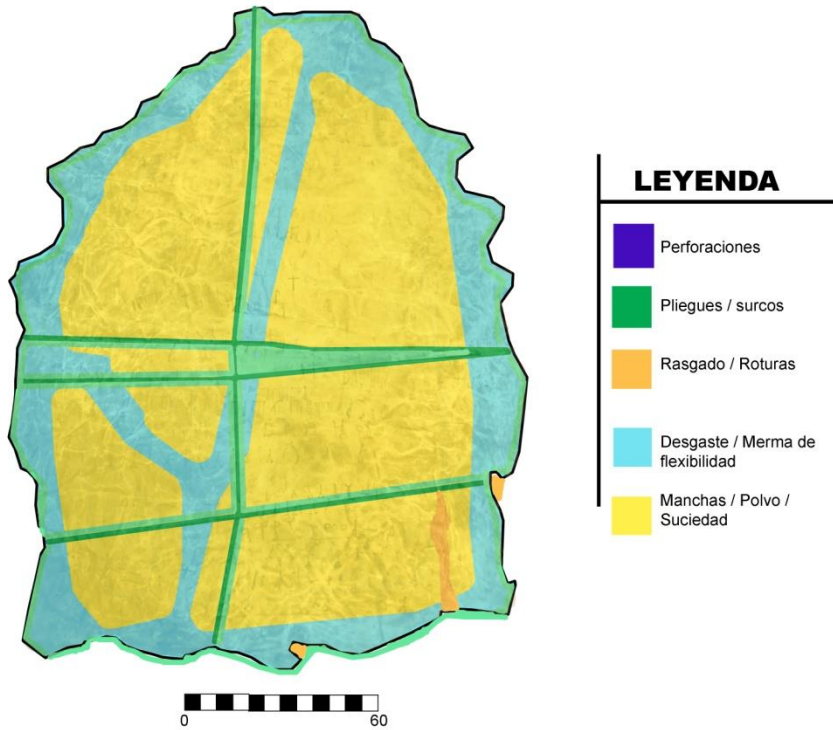 LEYENDA
Perforaciones
Pliegues / surcos
Rasgado / Roturas
Desgaste / Merma de
flexibilidad
Manchas / Polvo /
Suciedad
0 60